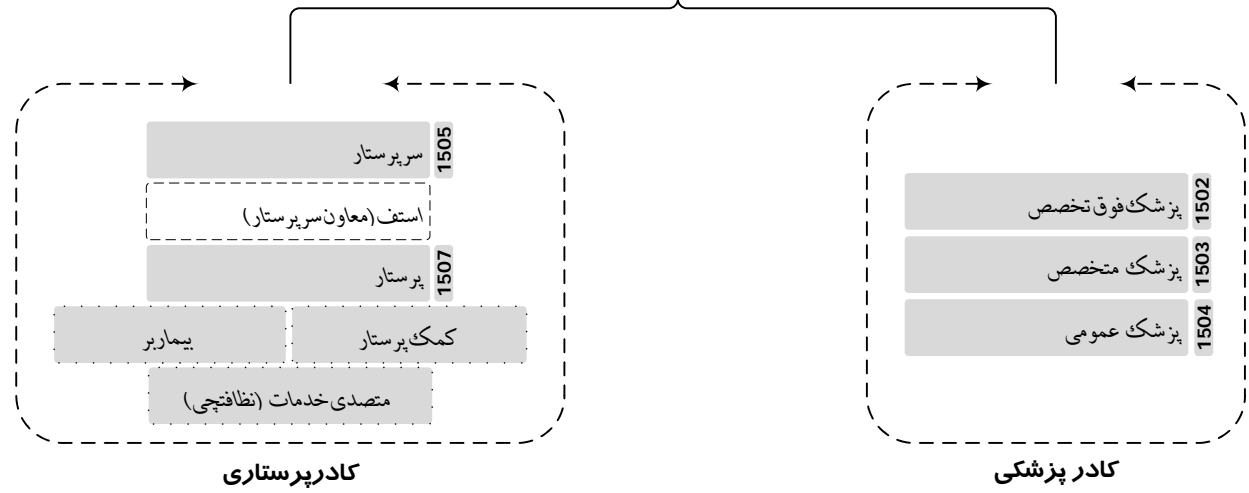 1502
پزشک فوق تخصص
1503
پزشک متخصص
1504
پزشک عمومی
کادر پزشکی
1505
سرپرستار
استف (معاون سرپرستار)
1507
پرستار
کمک پرستار
بیماربر
متصدی خدمات (نظافتچی)
کادرپرستاری